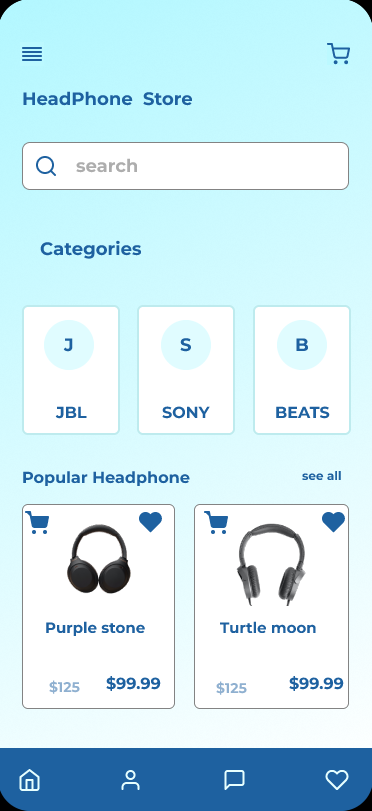 HeadPhone Store
search
Categories
J S B
JBL SONY BEATS
Popular Headphone see all
Purple stone Turtle moon
$125 $99.99 $125 $99.99